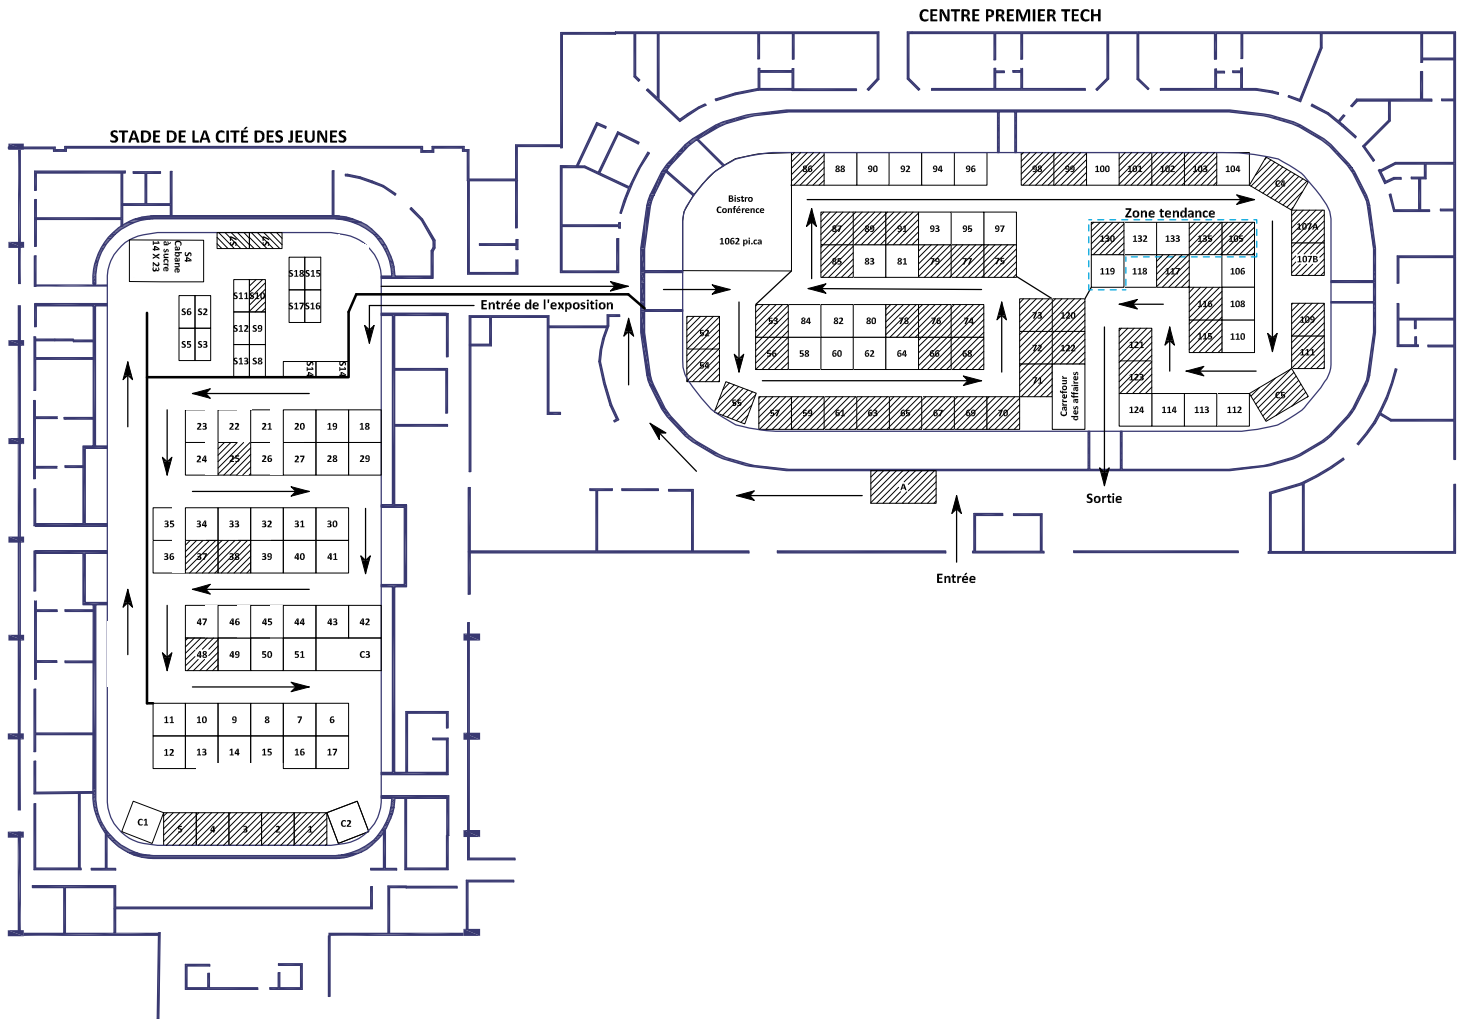 CENTRE PREMIER TECH
STADE DE LA CITÉ DES JEUNES
86 88 90 92 94 96 98 99 100 101 102 103 104 C4
Bistro
Conférence
1062 pi.ca
Zone tendance
87 89 91 93 95 97
85 83 81 79 77 75
130 132 133 135 105
119 118 117 106
107A
107B
116 108
115 110
109
111
53 84 82 80 78 76 74
56 58 60 62 64 66 68
73 120
72 122
71
121
123
52
54
55
57 59 61 63 65 67 69 70
Carrefour
des affaires
124 114 113 112
C5
A
Sortie
Entrée
Entrée de l'exposition
S4
Cabane
à sucre
14 X 23
S18 S15
S17 S16
S11 S10
S12 S9
S13 S8
S6 S2
S5 S3
S14 S14
23 22 21 20 19 18
24 25 26 27 28 29
35 34 33 32 31 30
36 37 38 39 40 41
47 46 45 44 43 42
48 49 50 51 C3
11 10 9 8 7 6
12 13 14 15 16 17
C1 5 4 3 2 1 C2